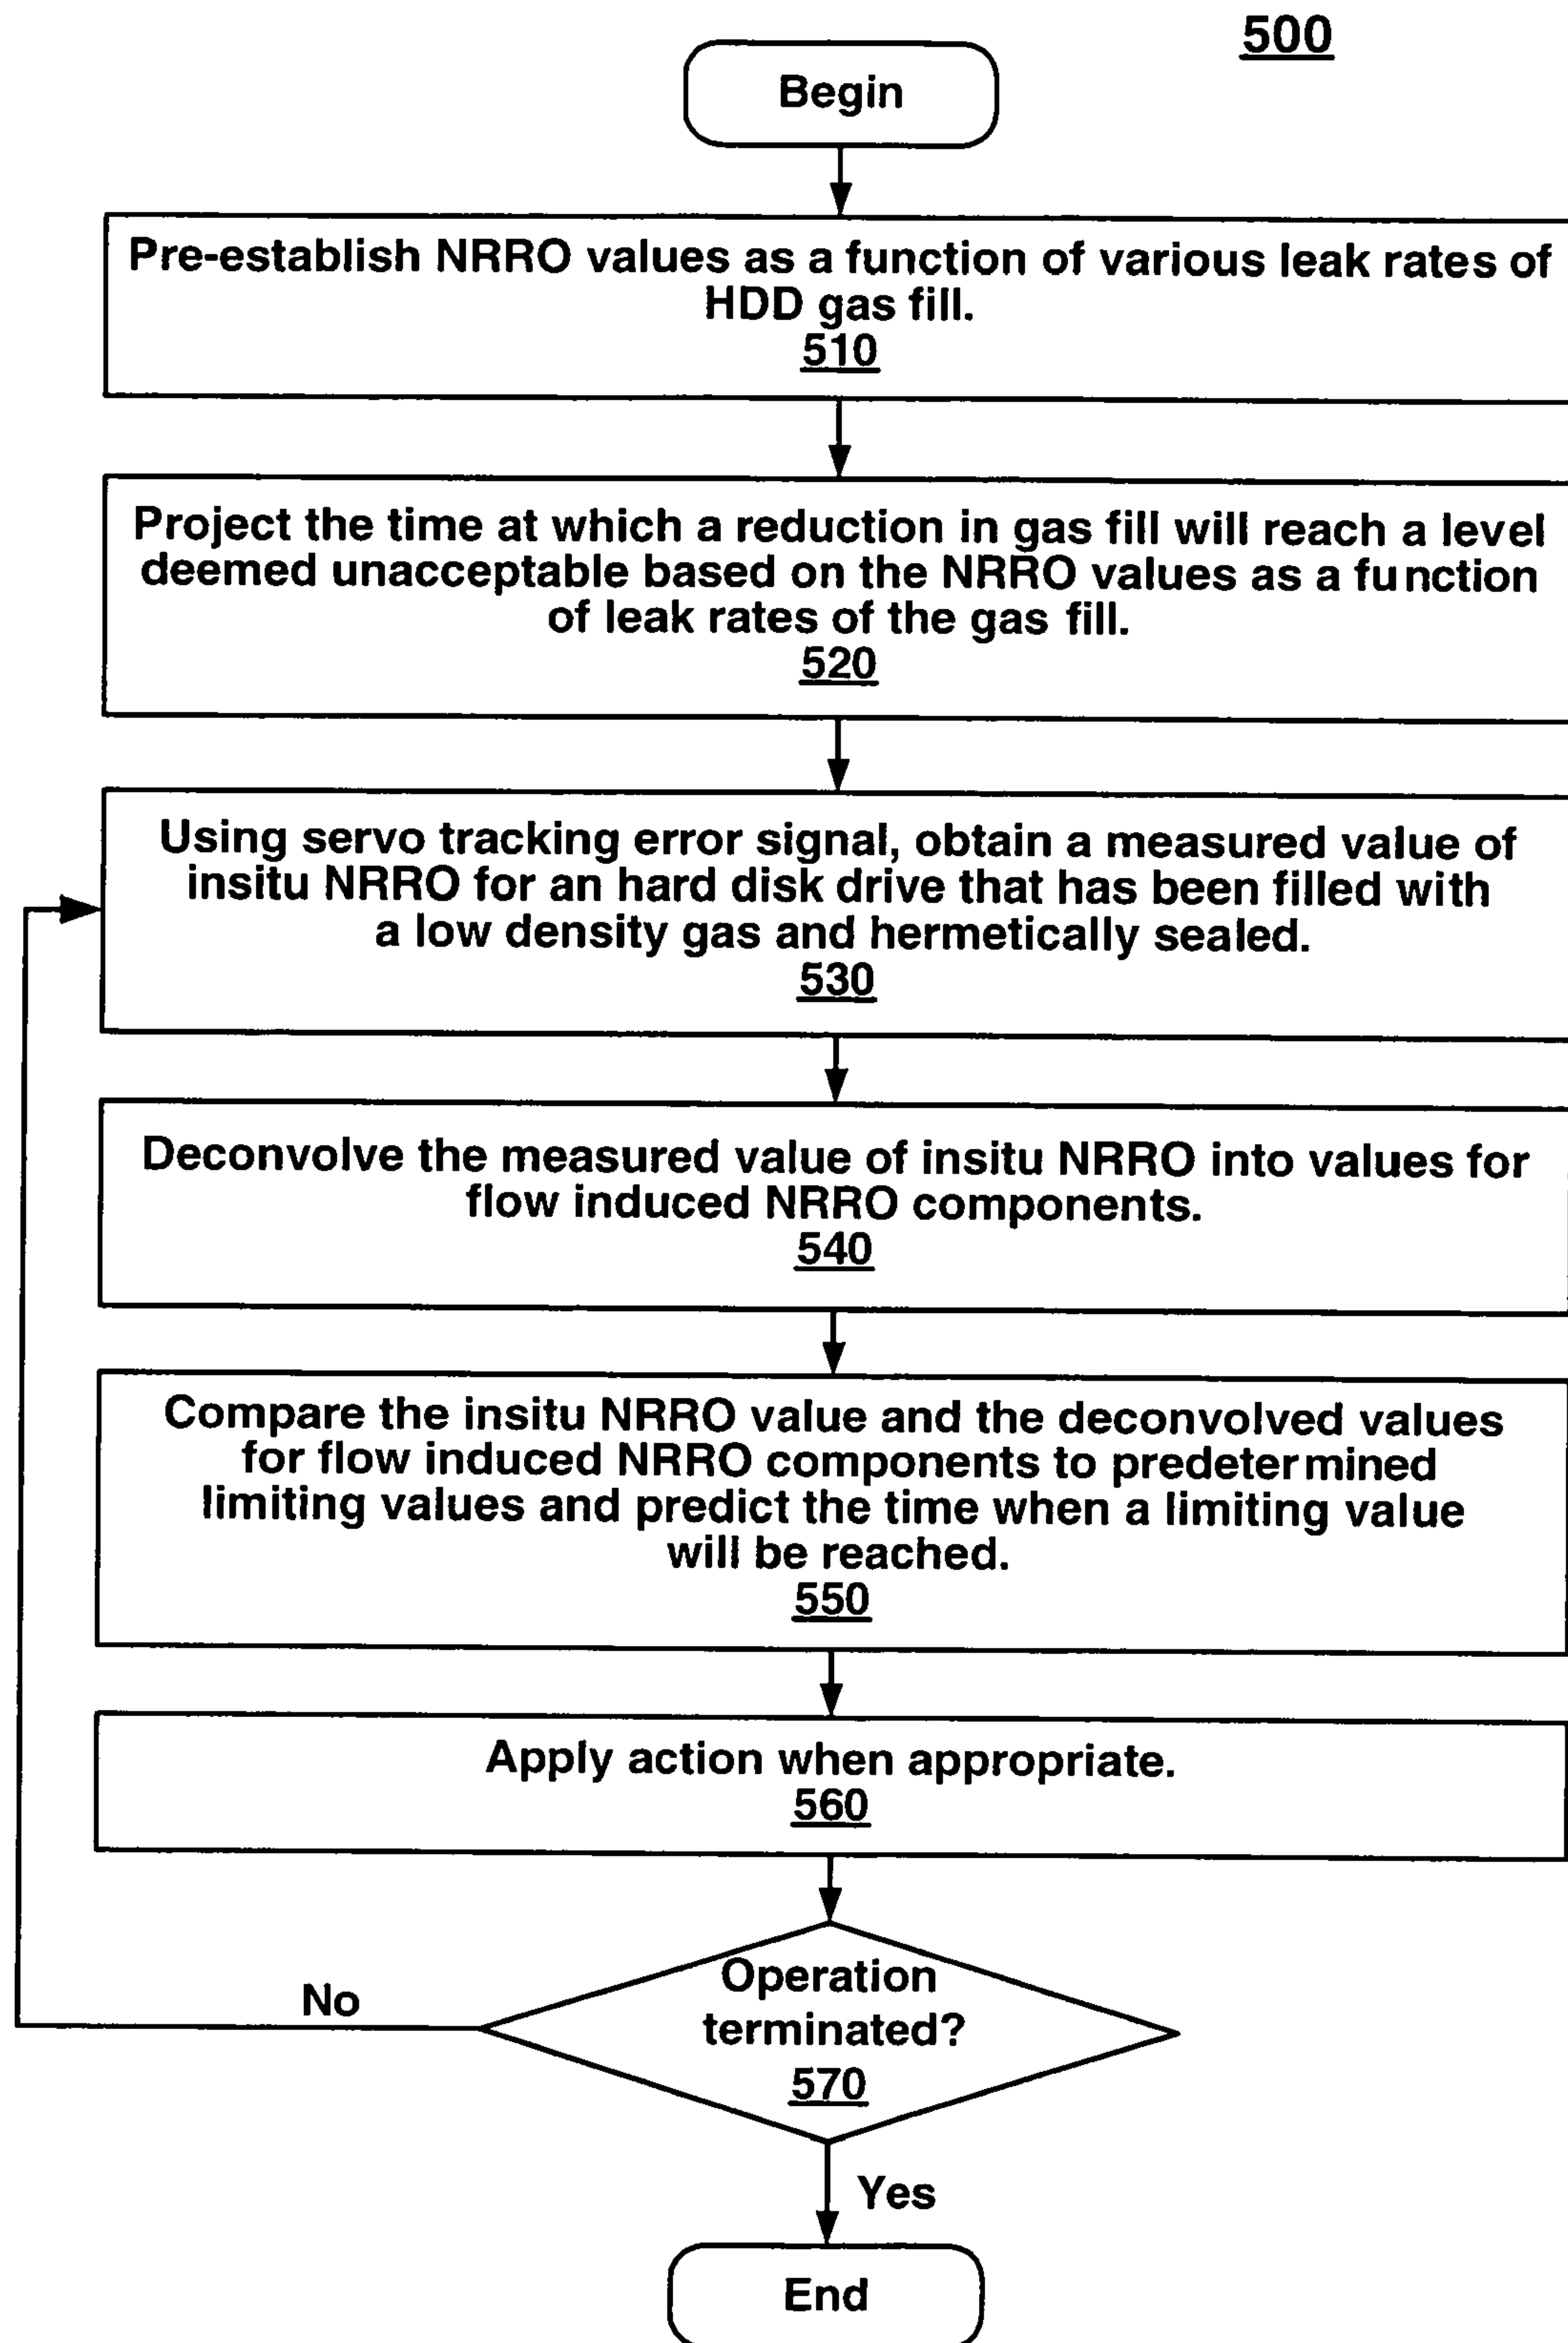 500
Begin
Pre-establish NRRO values as a function of various leak rates of
HDD gas fill.
510
Project the time at which a reduction in gas fill will reach a level
deemed unacceptable based on the NRRO values as a function
of leak rates of the gas fill.
520
Using servo tracking error signal, obtain a measured value of
insitu NRRO for an hard disk drive that has been filled with
a low density gas and hermetically sealed.
530
Deconvolve the measured value of insitu NRRO into values for
flow induced NRRO components.
540
Compare the insitu NRRO value and the deconvolved values
for flow induced NRRO components to predetermined
limiting values and predict the time when a limiting value
will be reached.
550
Apply action when appropriate.
560
Operation
terminated?
570
No
Yes
End